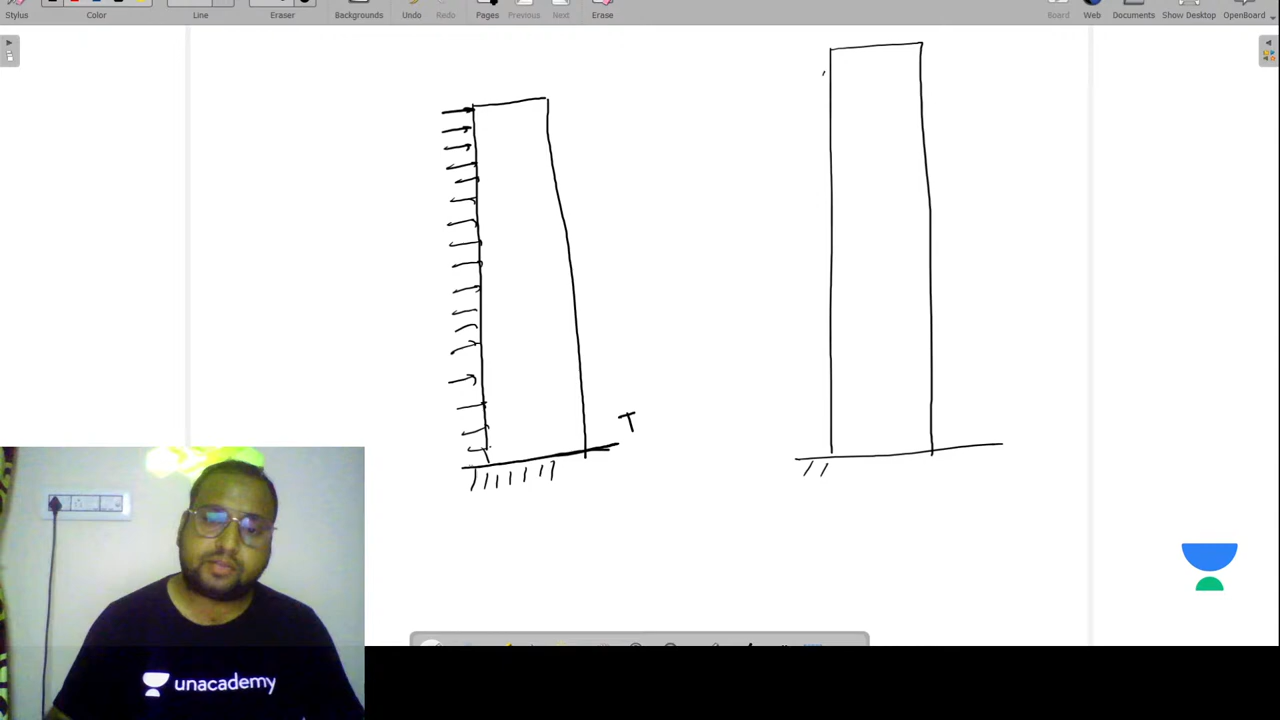 Stylus Color Line Eraser Backgrounds Undo Redo Pages Previous Next Erase Board Web Documents Show Desktop OpenBoard
T
unacademy